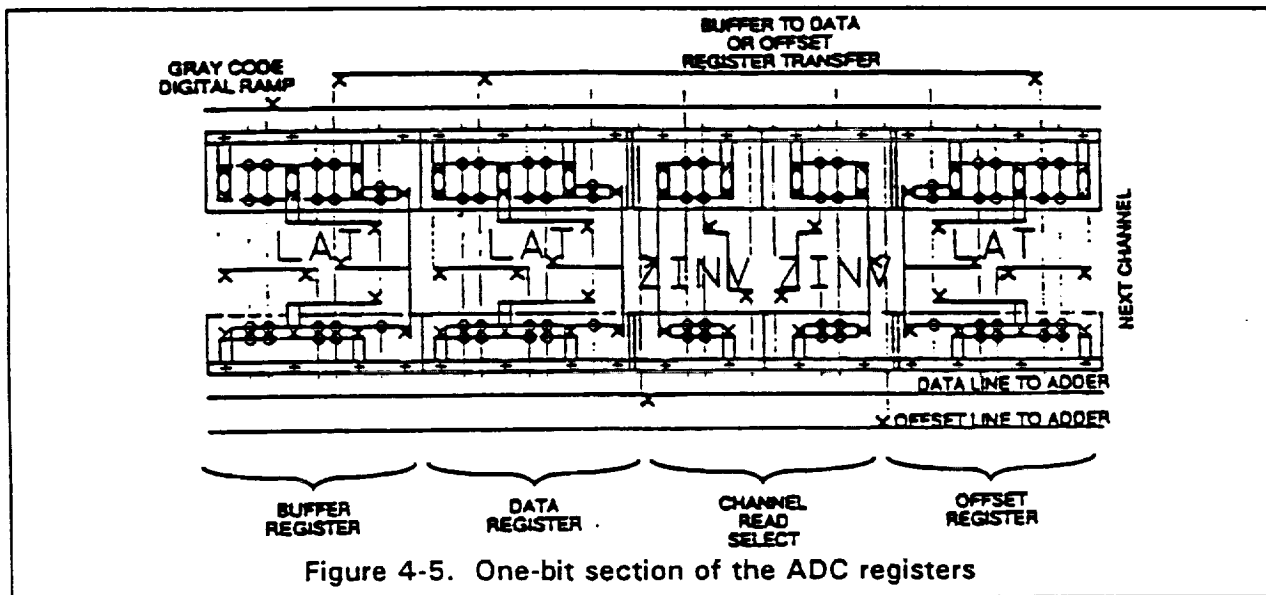 BUFFER TO DATA
OR OFFSET
REGISTER TRANSFER
GRAY CODE
DIGITAL RAMP
LAT
LAT
ZINV
ZINV
LAT
NEXT CHANNEL
DATA LINE TO ADDER
OFFSET LINE TO ADDER
BUFFER
REGISTER
DATA
REGISTER
CHANNEL
READ
SELECT
OFFSET
REGISTER
Figure 4-5. One-bit section of the ADC registers